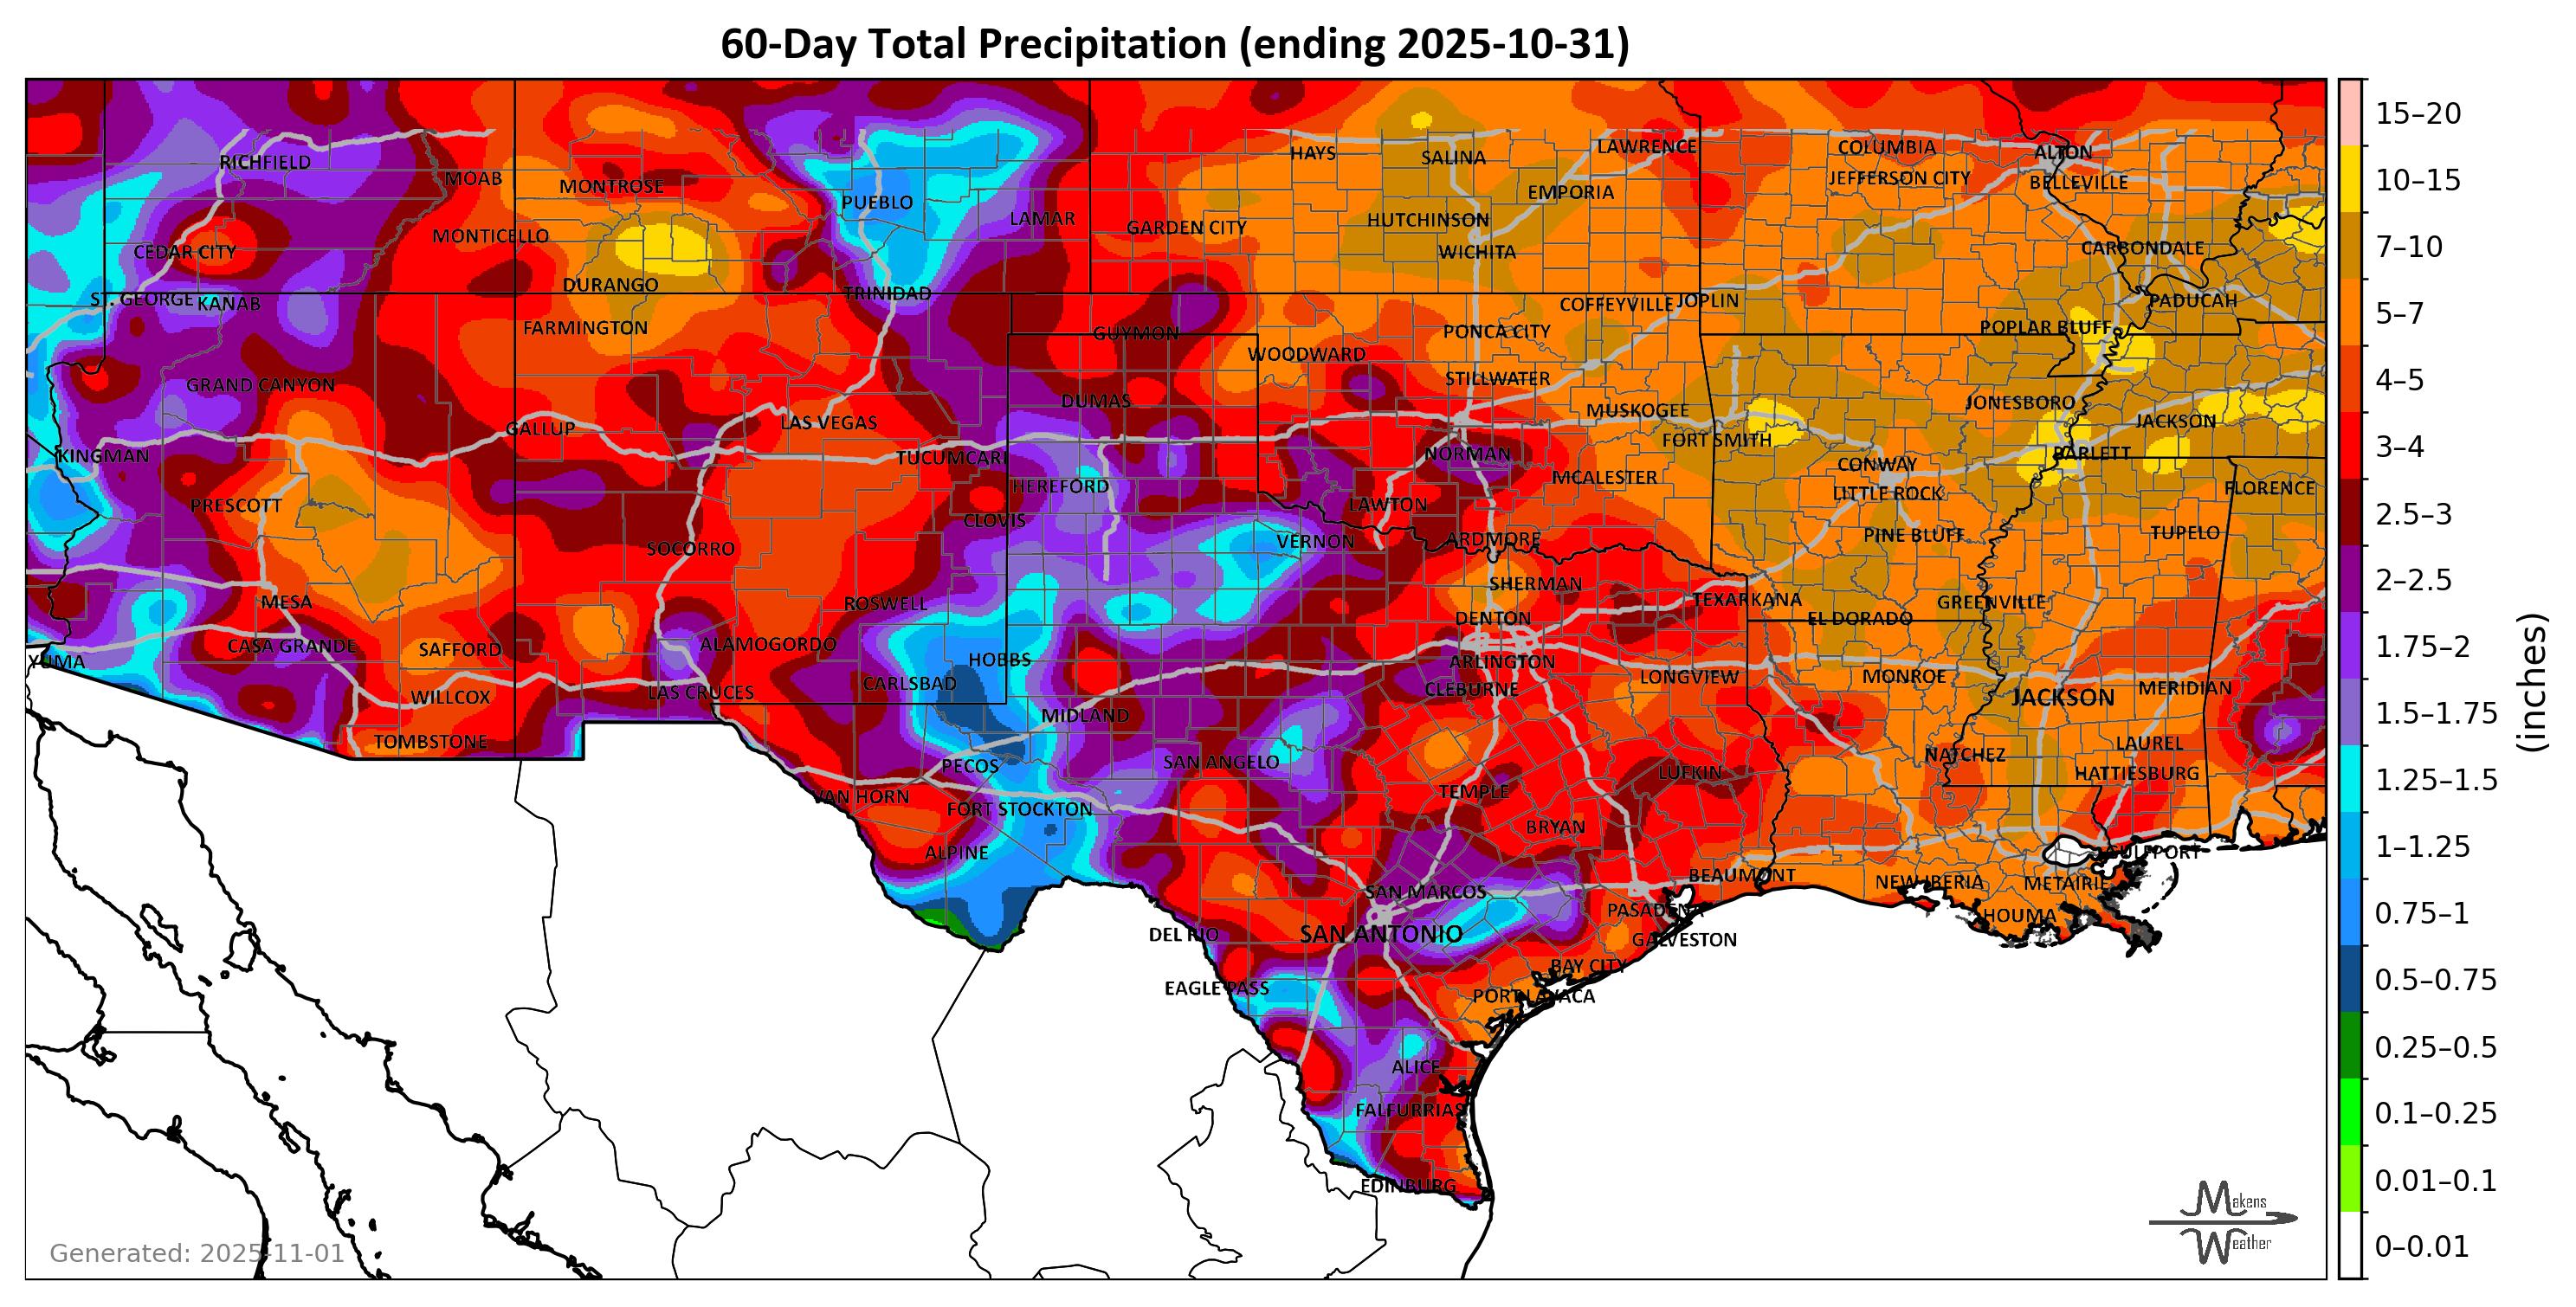 60-Day Total Precipitation (ending 2025-10-31)
HAYS
SALINA
LAWRENCE
COLUMBIA
ALTON
RICHFIELD
MOAB
MONTROSE
PUEBLO
LAMAR
EMPORIA
JEFFERSON CITY
BELLEVILLE
MONTICELLO
GARDEN CITY
HUTCHINSON
WICHITA
CEDAR CITY
CARBONDALE
DURANGO
TRINIDAD
ST. GEORGE
KANAB
COFFEYVILLE
JOPLIN
PADUCAH
FARMINGTON
GUYMON
PONCA CITY
POPLAR BLUFF
WOODWARD
GRAND CANYON
STILLWATER
DUMAS
MUSKOGEE
JONESBORO
JACKSON
GALLUP
LAS VEGAS
FORT SMITH
KINGMAN
TUCUMCARI
NORMAN
BARLETT
CONWAY
HEREFORD
MCALESTER
LITTLE ROCK
FLORENCE
PRESCOTT
CLOVIS
LAWTON
SOCORRO
VERNON
ARDMORE
PINE BLUFF
TUPELO
MESA
ROSWELL
SHERMAN
TEXARKANA
GREENVILLE
DENTON
EL DORADO
CASA GRANDE
SAFFORD
ALAMOGORDO
YUMA
HOBBS
ARLINGTON
CARLSBAD
CLEBURNE
LONGVIEW
MONROE
MERIDIAN
WILLCOX
LAS CRUCES
JACKSON
MIDLAND
TOMBSTONE
PECOS
SAN ANGELO
LUFKIN
NATCHEZ
LAUREL
HATTIESBURG
VAN HORN
FORT STOCKTON
TEMPLE
BRYAN
ALPINE
GULFPORT
SAN MARCOS
BEAUMONT
NEW IBERIA
METAIRIE
PASADENA
HOUMA
DEL RIO
SAN ANTONIO
GALVESTON
BAY CITY
EAGLE PASS
PORT LAVACA
ALICE
FALFURRIAS
EDINBURG
Generated: 2025-11-01
Makens
Weather
15–20
10–15
7–10
5–7
4–5
3–4
2.5–3
2–2.5
1.75–2
1.5–1.75
1.25–1.5
1–1.25
0.75–1
0.5–0.75
0.25–0.5
0.1–0.25
0.01–0.1
0–0.01
(inches)